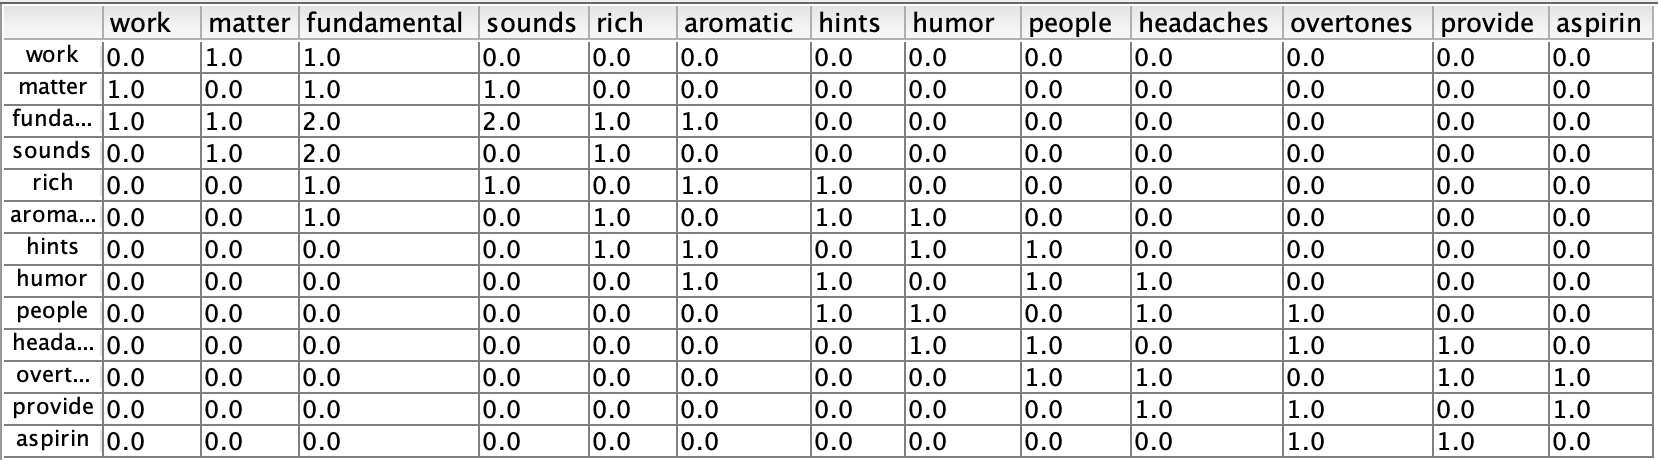 work matter fundamental sounds rich aromatic hints humor people headaches overtones provide aspirin
work 0.0 1.0 1.0 0.0 0.0 0.0 0.0 0.0 0.0 0.0 0.0 0.0 0.0
matter 1.0 0.0 1.0 1.0 0.0 0.0 0.0 0.0 0.0 0.0 0.0 0.0 0.0
funda... 1.0 1.0 2.0 2.0 1.0 1.0 0.0 0.0 0.0 0.0 0.0 0.0 0.0
sounds 0.0 1.0 2.0 0.0 1.0 0.0 0.0 0.0 0.0 0.0 0.0 0.0 0.0
rich 0.0 0.0 1.0 1.0 0.0 1.0 1.0 0.0 0.0 0.0 0.0 0.0 0.0
aroma... 0.0 0.0 1.0 0.0 1.0 0.0 1.0 1.0 0.0 0.0 0.0 0.0 0.0
hints 0.0 0.0 0.0 0.0 1.0 1.0 0.0 1.0 1.0 0.0 0.0 0.0 0.0
humor 0.0 0.0 0.0 0.0 0.0 1.0 1.0 0.0 1.0 1.0 0.0 0.0 0.0
people 0.0 0.0 0.0 0.0 0.0 0.0 1.0 1.0 0.0 1.0 1.0 0.0 0.0
heada... 0.0 0.0 0.0 0.0 0.0 0.0 0.0 1.0 1.0 0.0 1.0 1.0 0.0
overt... 0.0 0.0 0.0 0.0 0.0 0.0 0.0 0.0 1.0 1.0 0.0 1.0 1.0
provide 0.0 0.0 0.0 0.0 0.0 0.0 0.0 0.0 0.0 1.0 1.0 0.0 1.0
aspirin 0.0 0.0 0.0 0.0 0.0 0.0 0.0 0.0 0.0 0.0 1.0 1.0 0.0